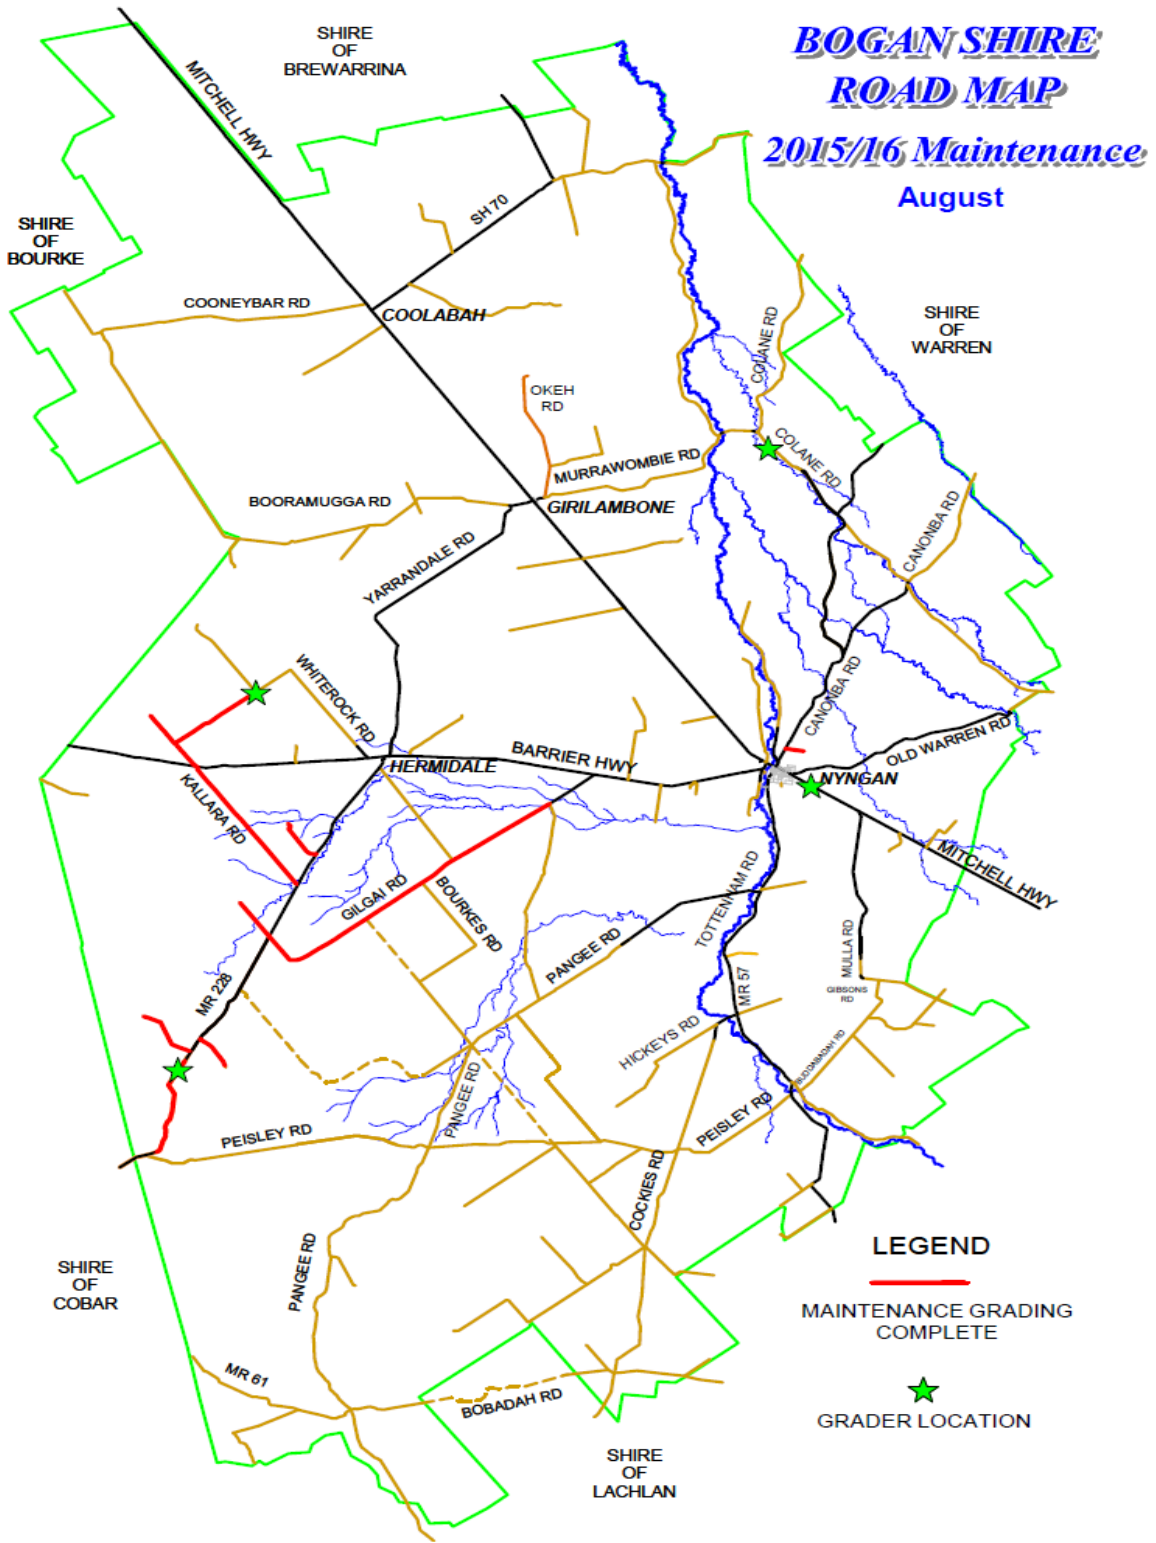 BOGAN SHIRE
ROAD MAP
2015/16 Maintenance
August
SHIRE
OF
BREWARRINA
MITCHELL HWY
SHIRE
OF
BOURKE
SH 70
COONEYBAR RD
COOLABAH
SHIRE
OF
WARREN
COLANE RD
OKEH
RD
COLANE RD
MURRAWOMBIE RD
BOORAMUGGA RD
GIRILAMBONE
CANONBA RD
YARRANDALE RD
WHITEROCK RD
CANONBA RD
OLD WARREN RD
BARRIER HWY
HERMIDALE
NYNGAN
KALLARA RD
MITCHELL HWY
GILGAI RD
BOURKES RD
TOTTENHAM RD
PANGEE RD
MULLA RD
MR 57
GIBSONS
RD
MR 228
HICKEYS RD
BUDDABADAH RD
PANGEE RD
PEISLEY RD
PEISLEY RD
COCKIES RD
PANGEE RD
SHIRE
OF
COBAR
LEGEND
MAINTENANCE GRADING
COMPLETE
MR 61
BOBADAH RD
GRADER LOCATION
SHIRE
OF
LACHLAN